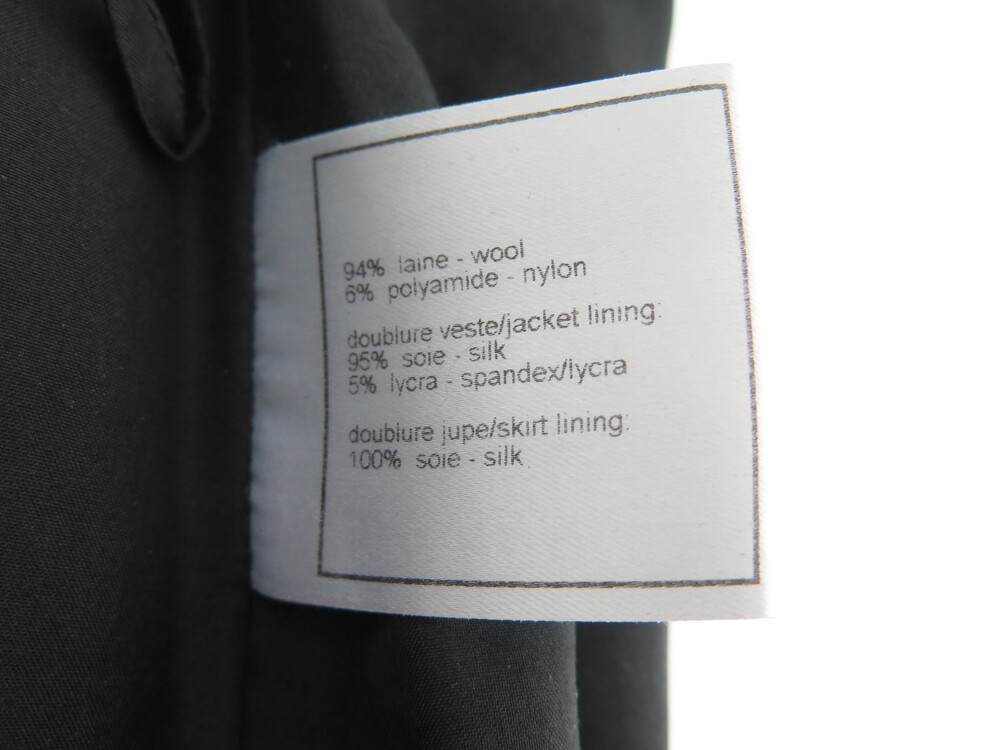 94% laine - wool
6% polyamide - nylon
doublure veste/jacket lining:
95% soie - silk
5% lycra - spandex/lycra
doublure jupe/skirt lining:
100% soie - silk